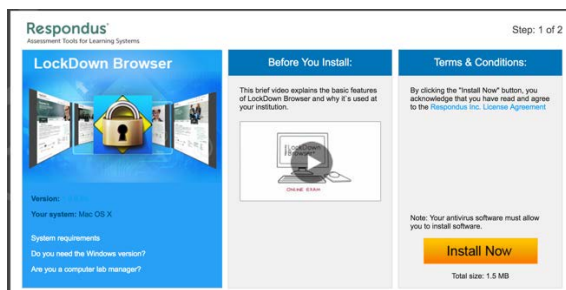 Respondus®
Assessment Tools for Learning Systems
Step: 1 of 2
LockDown Browser
Version:
Your system: Mac OS X
System requirements
Do you need the Windows version?
Are you a computer lab manager?
Before You Install:
This brief video explains the basic features
of LockDown Browser and why it`s used at
your institution.
LockDown
Browser
ONLINE EXAM
Terms & Conditions:
By clicking the "Install Now" button, you
acknowledge that you have read and agree
to the Respondus Inc. License Agreement
Note: Your antivirus software must allow
you to install software.
Install Now
Total size: 1.5 MB